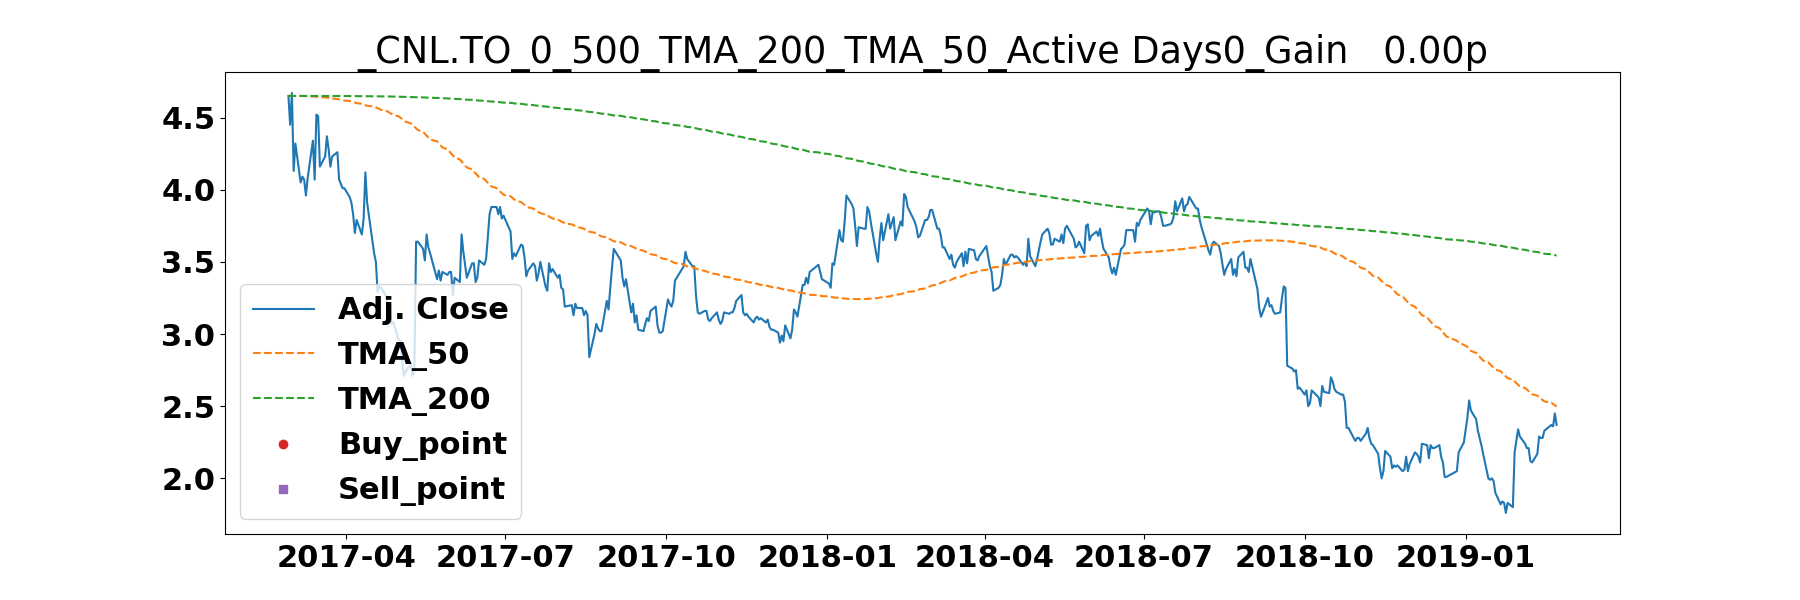 _CNL.TO_0_500_TMA_200_TMA_50_Active Days0_Gain   0.00p
4.5
4.0
3.5
3.0
2.5
2.0
Adj. Close
TMA_50
TMA_200
Buy_point
Sell_point
2017-04 2017-07 2017-10 2018-01 2018-04 2018-07 2018-10 2019-01